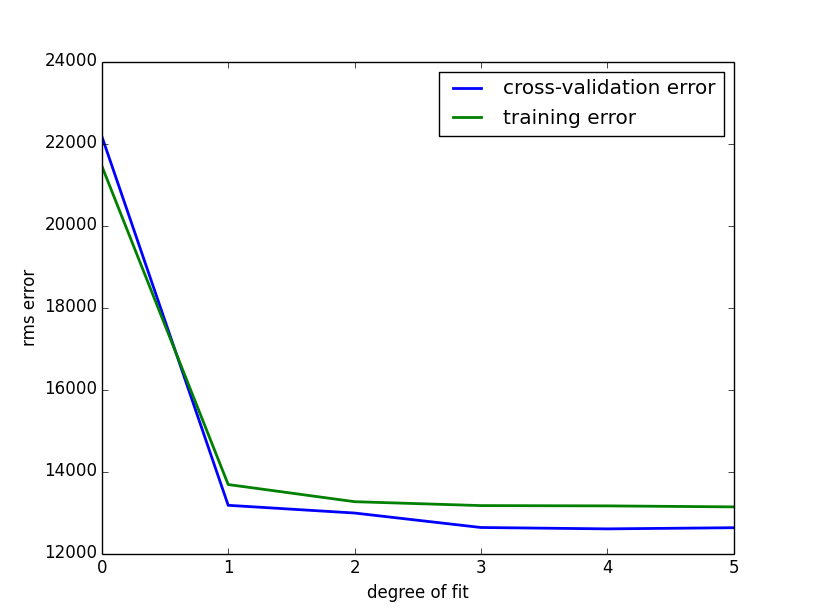 24000
22000
20000
18000
16000
14000
12000
rms error
cross-validation error
training error
0 1 2 3 4 5
degree of fit